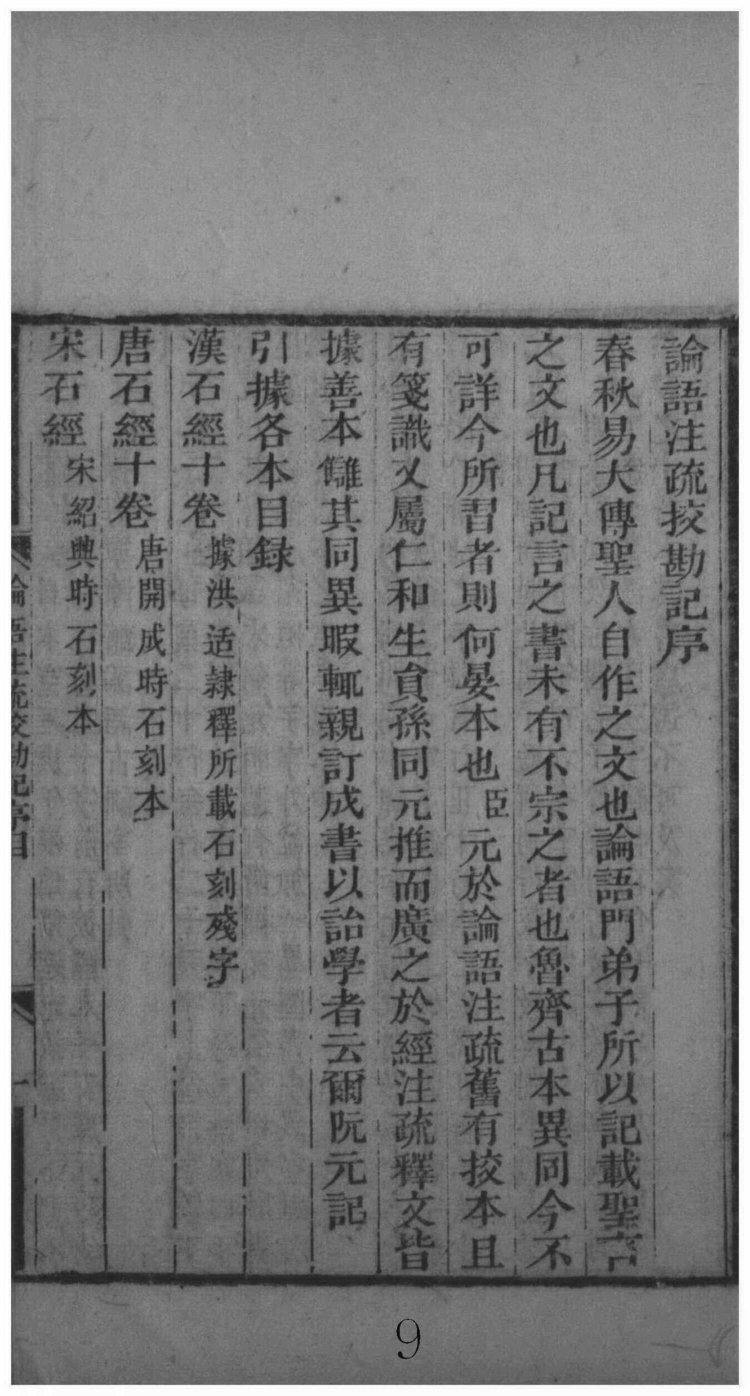 論語注疏挍勘記序
春秋易大傳聖人自作之文也論語門弟子所以記載聖言
之文也凡記言之書未有不宗之者也魯齊古本異同今不
可詳今所習者則何晏本也臣元於論語注疏舊有挍本且
有箋識又屬仁和生員孫同元推而廣之於經注疏釋文皆
據善本讎其同異暇輒親訂成書以詒學者云爾阮元記
引據各本目録
漢石經十卷 據洪适隷釋所載石刻殘字
唐石經十卷 唐開成時石刻本
宋石經 宋紹興時石刻本
論語注疏挍勘記序目
一
9